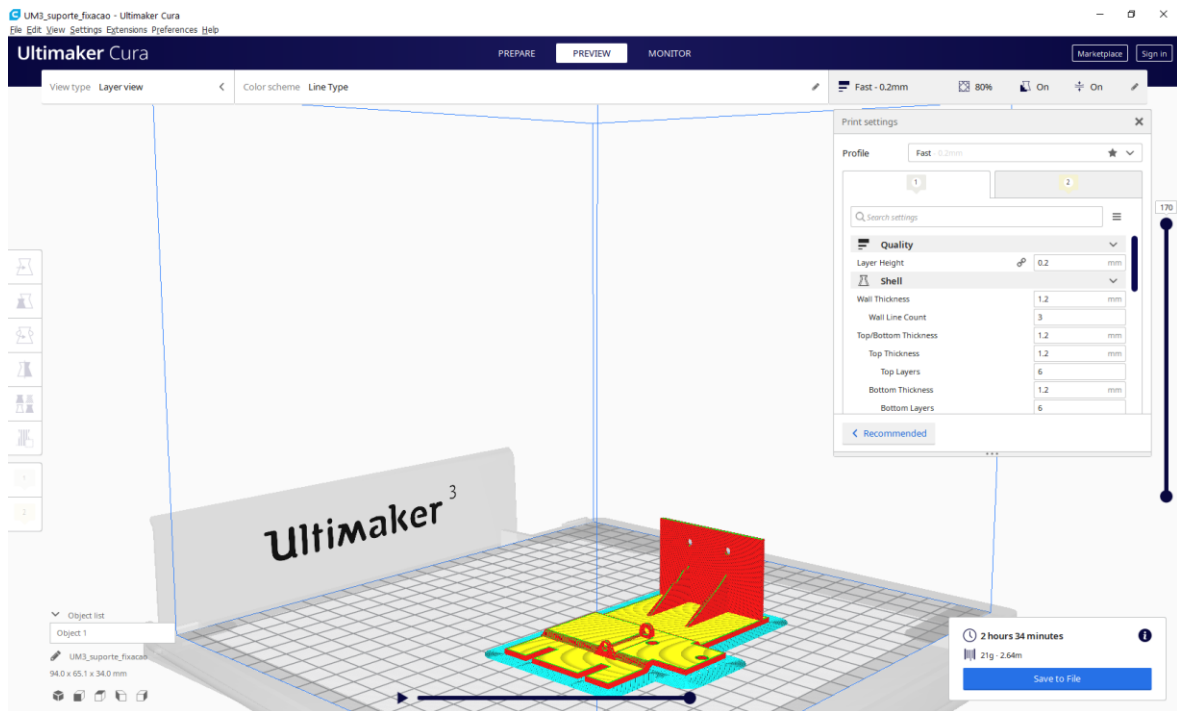 UM3_suporte_fixacao - Ultimaker Cura
File Edit View Settings Extensions Preferences Help
Ultimaker Cura
PREPARE PREVIEW MONITOR
Marketplace Sign in
View type Layer view
Color scheme Line Type
Fast - 0.2mm 80% On On
Print settings
Profile Fast 0.2mm
1 2
Search settings
170
Quality
Layer Height 0.2 mm
Shell
Wall Thickness 1.2 mm
Wall Line Count 3
Top/Bottom Thickness 1.2 mm
Top Thickness 1.2 mm
Top Layers 6
Bottom Thickness 1.2 mm
Bottom Layers 6
Recommended
Ultimaker 3
1
2
Object list
Object 1
UM3_suporte_fixacao
94.0 x 65.1 x 34.0 mm
2 hours 34 minutes
21g · 2.64m
Save to File